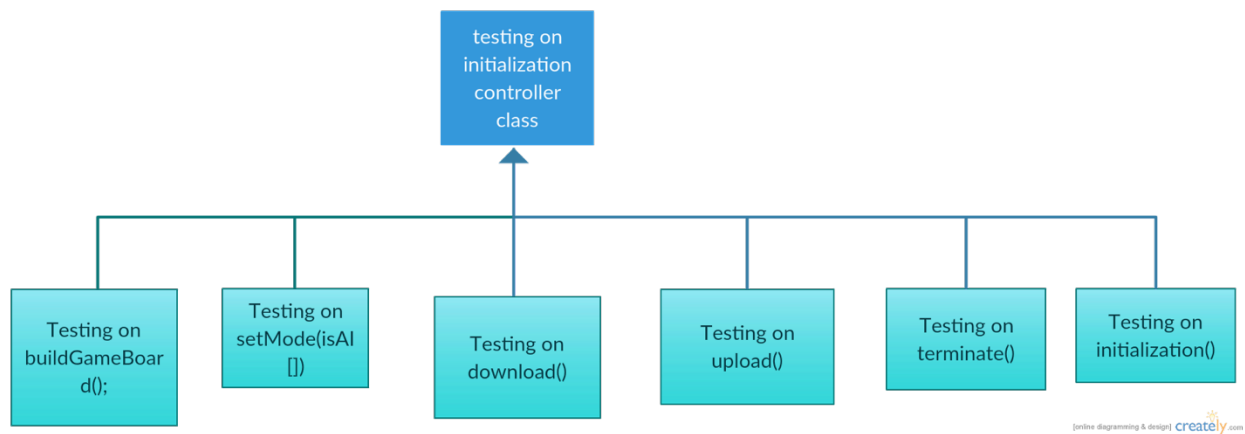 testing on
initialization
controller
class
Testing on
buildGameBoar
d();
Testing on
setMode(isAI
[])
Testing on
download()
Testing on
upload()
Testing on
terminate()
Testing on
initialization()
[online diagramming & design] creately.com